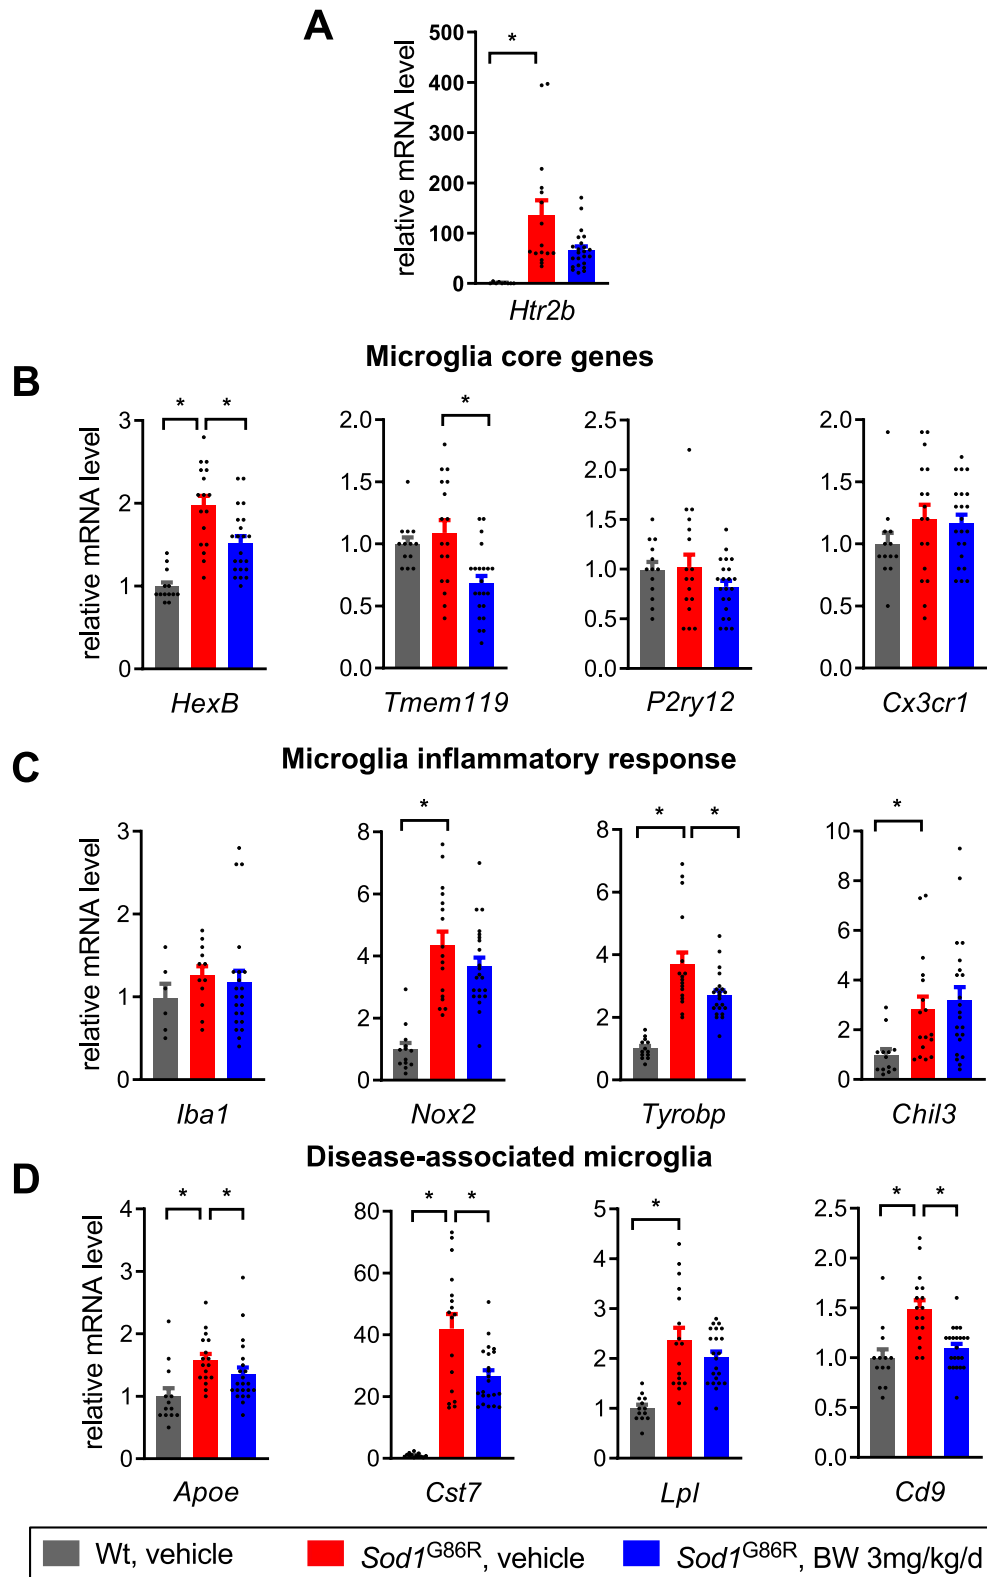 A
*
relative mRNA level
500
400
300
200
100
0
Htr2b
Microglia core genes
B
relative mRNA level
* *
3
2
1
0
HexB
*
2.0
1.5
1.0
0.5
0.0
Tmem119
2.5
2.0
1.5
1.0
0.5
0.0
P2ry12
2.0
1.5
1.0
0.5
0.0
Cx3cr1
C
Microglia inflammatory response
relative mRNA level
3
2
1
0
Iba1
*
8
6
4
2
0
Nox2
* *
8
6
4
2
0
Tyrobp
*
10
8
6
4
2
0
Chil3
Disease-associated microglia
D
relative mRNA level
* *
4
3
2
1
0
Apoe
* *
80
60
40
20
0
Cst7
*
5
4
3
2
1
0
Lpl
* *
2.5
2.0
1.5
1.0
0.5
0.0
Cd9
Wt, vehicle
Sod1G86R, vehicle
Sod1G86R, BW 3mg/kg/d